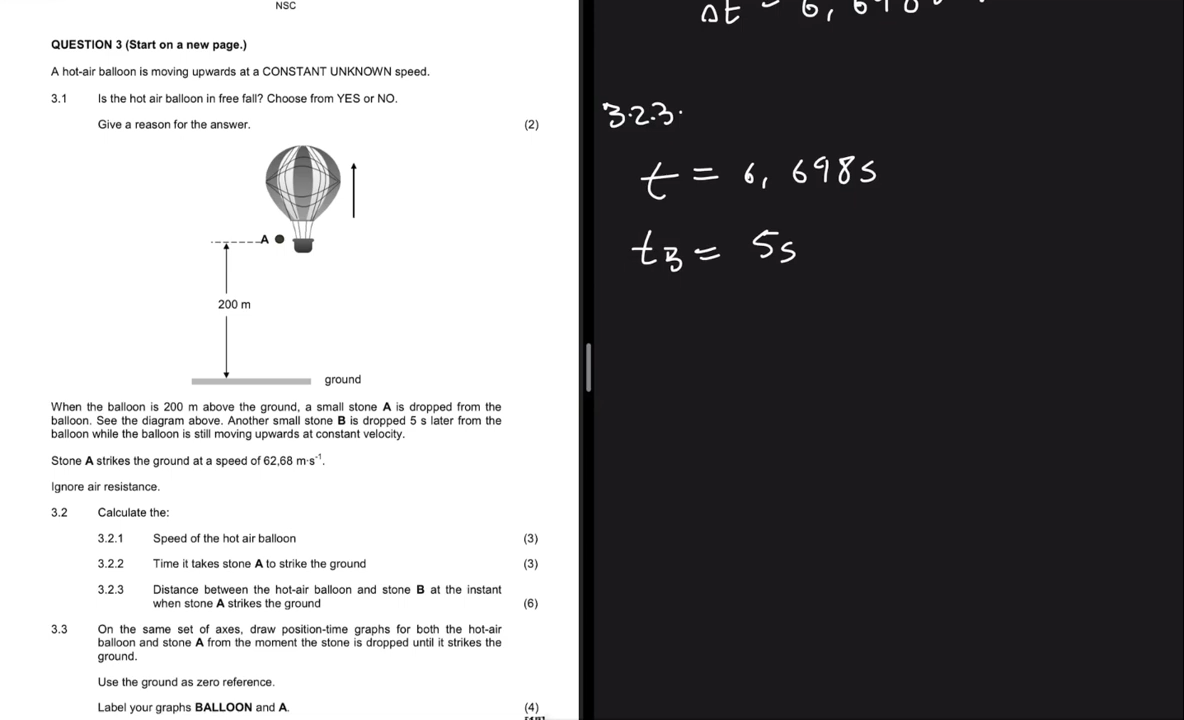 NSC
QUESTION 3 (Start on a new page.)
A hot-air balloon is moving upwards at a CONSTANT UNKNOWN speed.
3.1 Is the hot air balloon in free fall? Choose from YES or NO.
Give a reason for the answer. (2)
A
200 m
ground
When the balloon is 200 m above the ground, a small stone A is dropped from the
balloon. See the diagram above. Another small stone B is dropped 5 s later from the
balloon while the balloon is still moving upwards at constant velocity.
Stone A strikes the ground at a speed of 62,68 m·s⁻¹.
Ignore air resistance.
3.2 Calculate the:
3.2.1 Speed of the hot air balloon (3)
3.2.2 Time it takes stone A to strike the ground (3)
3.2.3 Distance between the hot-air balloon and stone B at the instant
when stone A strikes the ground (6)
3.3 On the same set of axes, draw position-time graphs for both the hot-air
balloon and stone A from the moment the stone is dropped until it strikes the
ground.
Use the ground as zero reference.
Label your graphs BALLOON and A. (4)
3.2.3.
t = 6,698s
tB = 5s